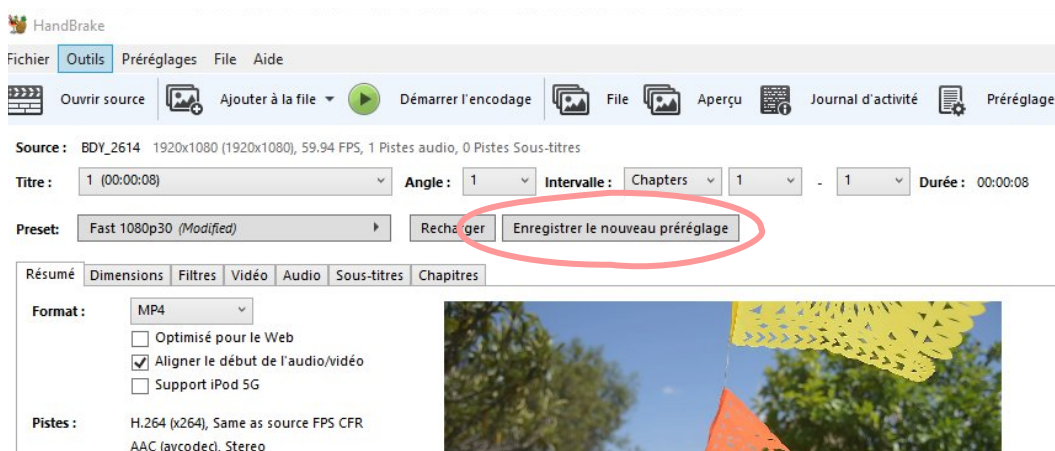 HandBrake
Fichier Outils Préréglages File Aide
Ouvrir source Ajouter à la file Démarrer l'encodage File Aperçu Journal d'activité Préréglage
Source : BDY_2614 1920x1080 (1920x1080), 59.94 FPS, 1 Pistes audio, 0 Pistes Sous-titres
Titre : 1 (00:00:08) Angle : 1 Intervalle : Chapters 1 - 1 Durée : 00:00:08
Preset: Fast 1080p30 (Modified) Recharger Enregistrer le nouveau préréglage
Résumé Dimensions Filtres Vidéo Audio Sous-titres Chapitres
Format : MP4
Optimisé pour le Web
Aligner le début de l'audio/vidéo
Support iPod 5G
Pistes : H.264 (x264), Same as source FPS CFR
AAC (avcodec), Stereo